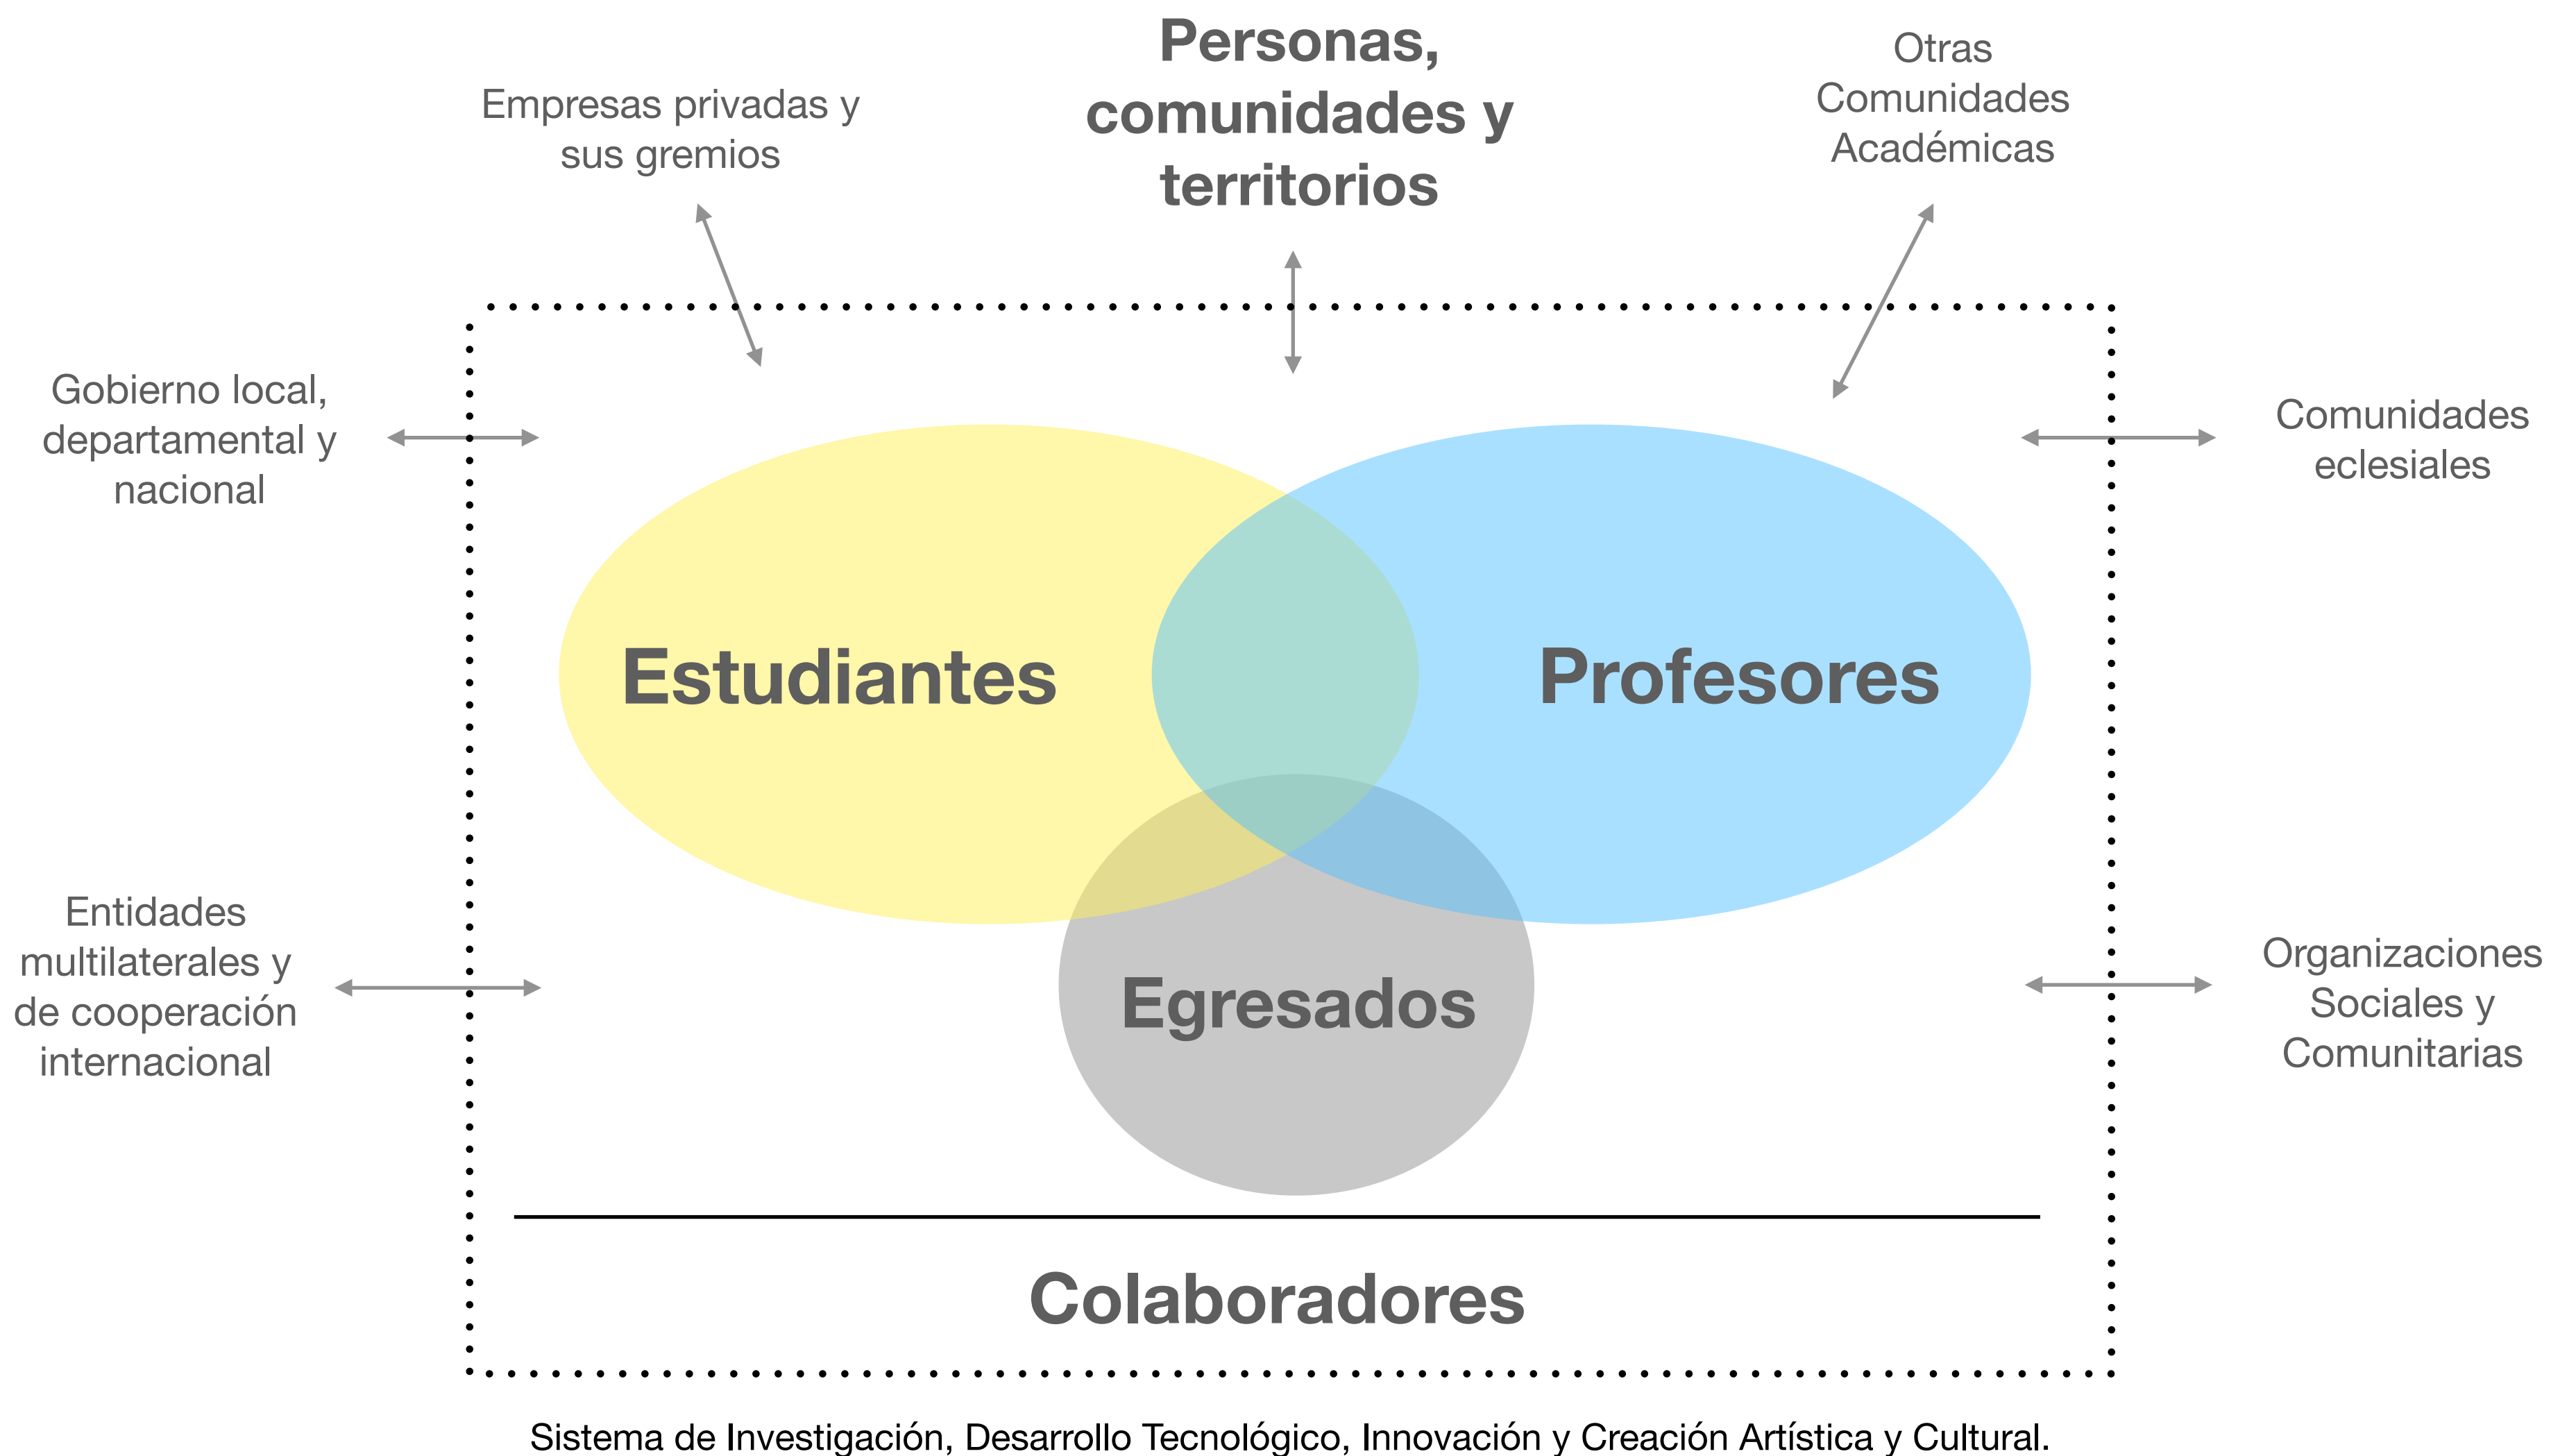 Personas,
comunidades y
territorios
Empresas privadas y
sus gremios
Otras
Comunidades
Académicas
Gobierno local,
departamental y
nacional
Comunidades
eclesiales
Estudiantes
Profesores
Entidades
multilaterales y
de cooperación
internacional
Egresados
Organizaciones
Sociales y
Comunitarias
Colaboradores
Sistema de Investigación, Desarrollo Tecnológico, Innovación y Creación Artística y Cultural.